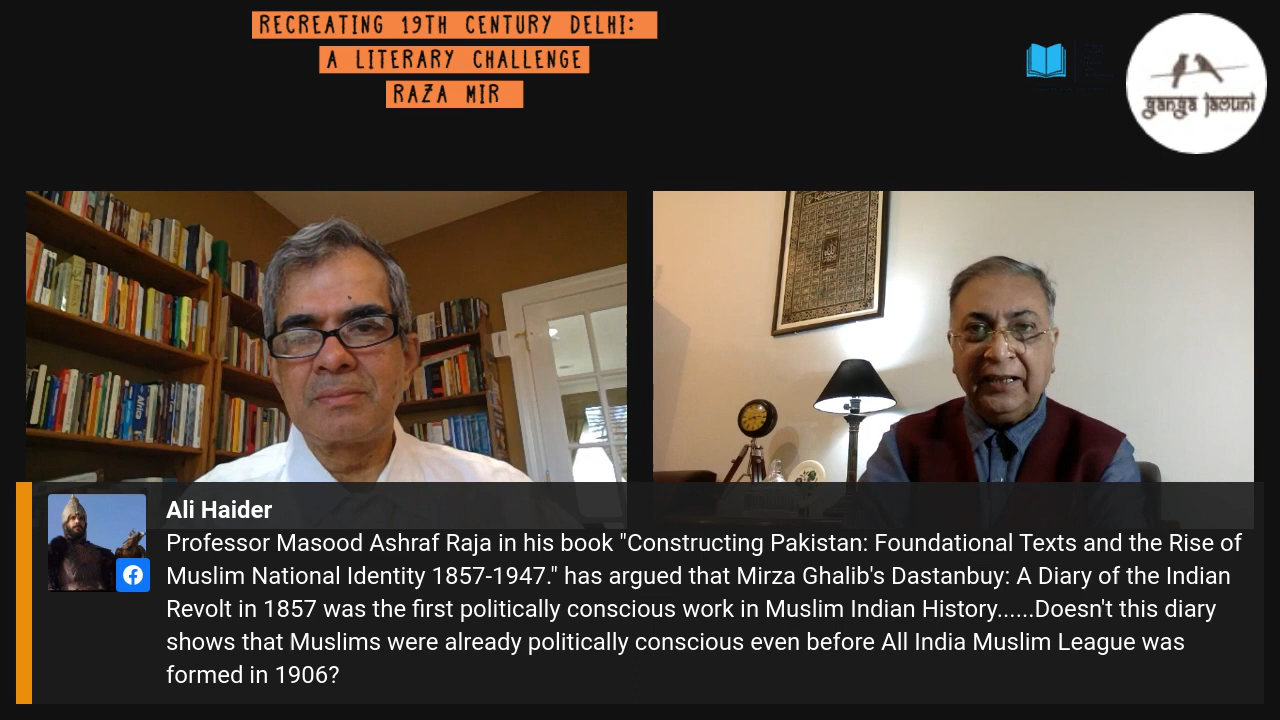 RECREATING 19TH CENTURY DELHI:
A LITERARY CHALLENGE
RAZA MIR
ganga jamuni
Ali Haider
Professor Masood Ashraf Raja in his book "Constructing Pakistan: Foundational Texts and the Rise of
Muslim National Identity 1857-1947." has argued that Mirza Ghalib's Dastanbuy: A Diary of the Indian
Revolt in 1857 was the first politically conscious work in Muslim Indian History......Doesn't this diary
shows that Muslims were already politically conscious even before All India Muslim League was
formed in 1906?